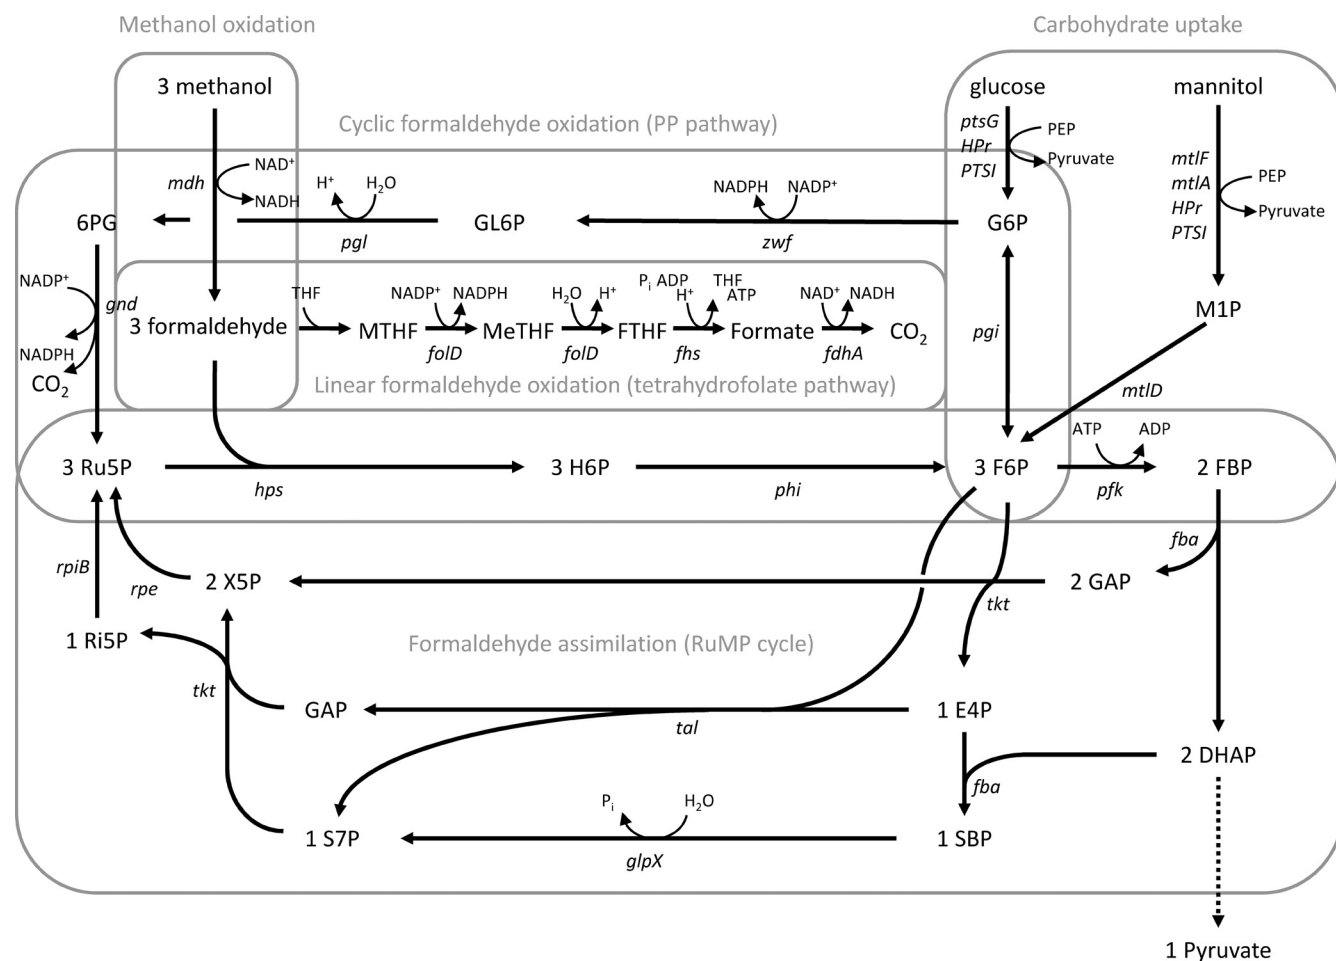 Methanol oxidation
Carbohydrate uptake
3 methanol
glucose
mannitol
Cyclic formaldehyde oxidation (PP pathway)
ptsG
HPr
PTSI
PEP
Pyruvate
mtlF
mtlA
HPr
PTSI
PEP
Pyruvate
mdh
NAD⁺
NADH
H⁺
H₂O
NADPH
NADP⁺
6PG
pgl
GL6P
zwf
G6P
NADP⁺
gnd
NADPH
CO₂
3 formaldehyde
THF
MTHF
NADP⁺
NADPH
folD
MeTHF
H₂O
H⁺
folD
FTHF
Pᵢ ADP
H⁺
THF
ATP
fhs
Formate
NAD⁺
NADH
fdhA
CO₂
pgi
M1P
Linear formaldehyde oxidation (tetrahydrofolate pathway)
mtlD
3 Ru5P
hps
3 H6P
phi
3 F6P
ATP
ADP
pfk
2 FBP
fba
rpiB
rpe
2 X5P
tkt
2 GAP
1 Ri5P
Formaldehyde assimilation (RuMP cycle)
tkt
GAP
tal
1 E4P
2 DHAP
fba
Pᵢ
H₂O
1 S7P
glpX
1 SBP
1 Pyruvate